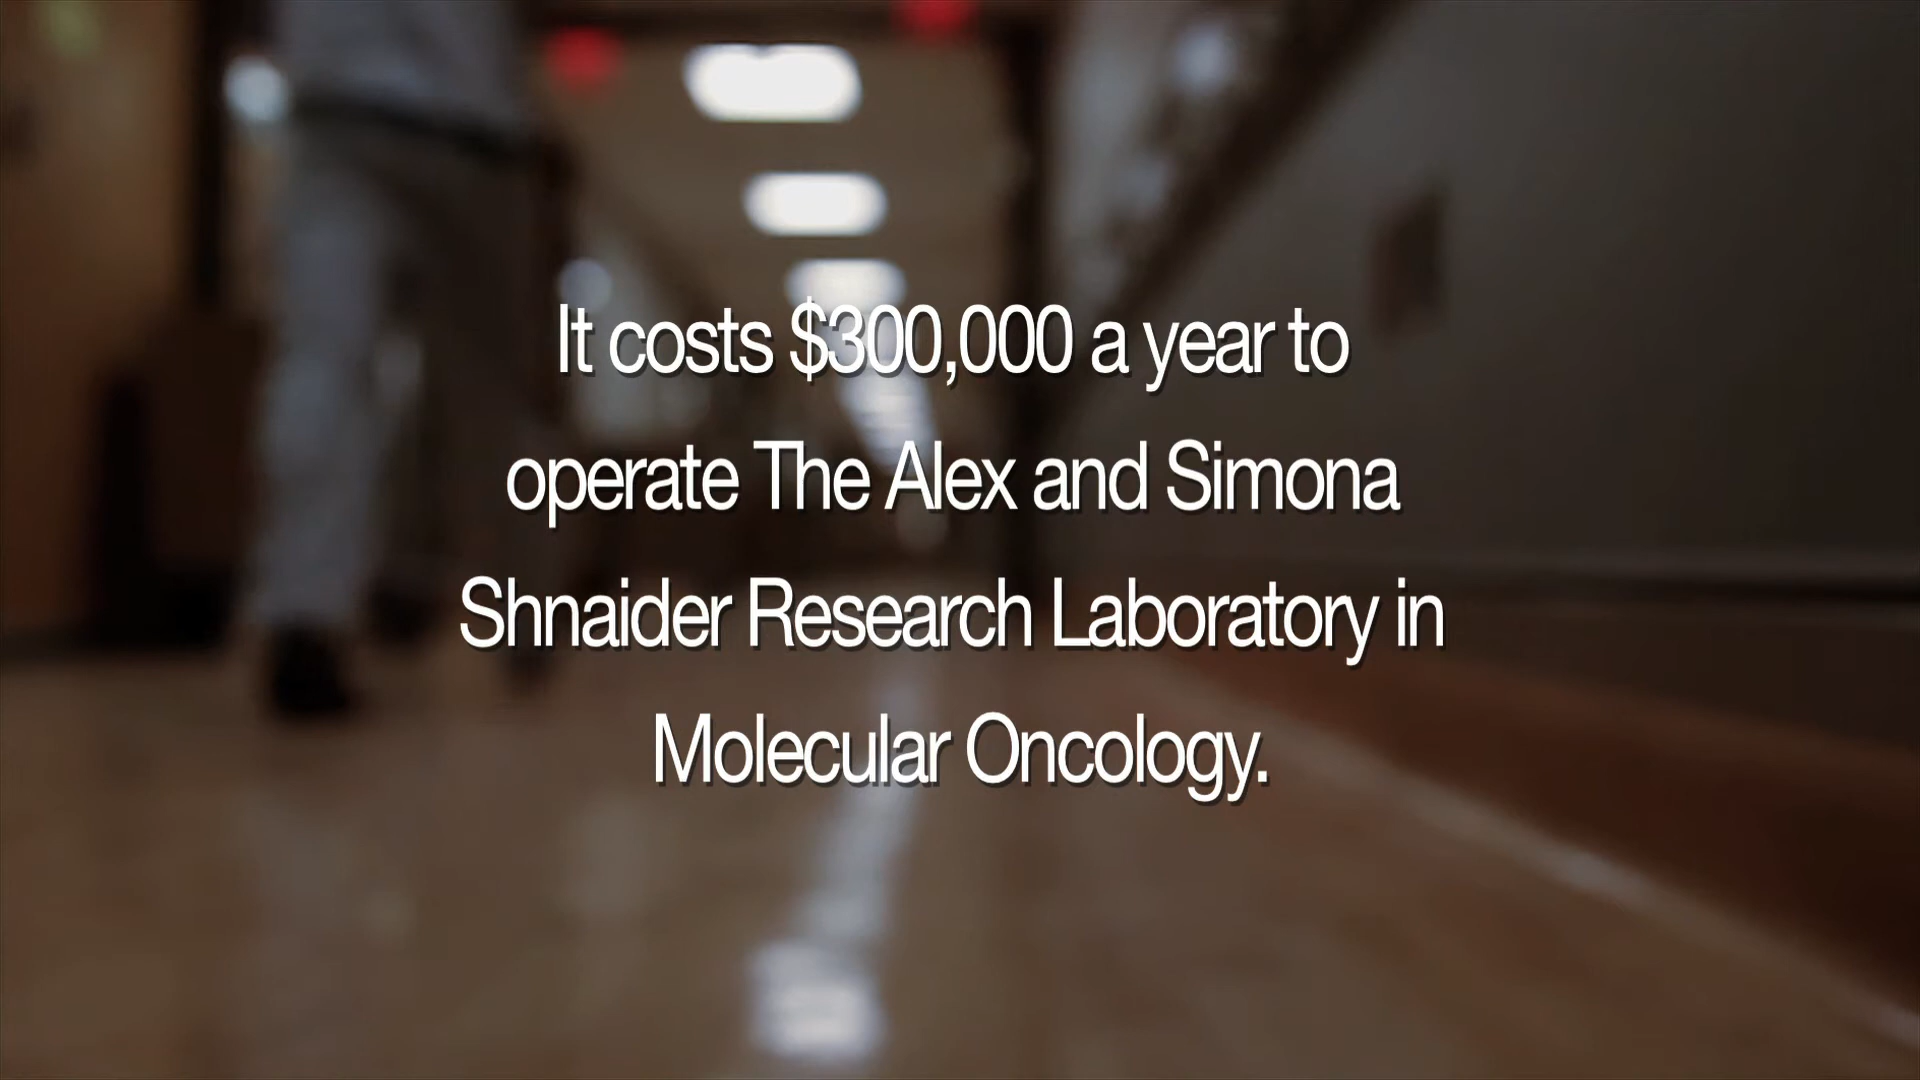 It costs $300,000 a year to
operate The Alex and Simona
Shnaider Research Laboratory in
Molecular Oncology.